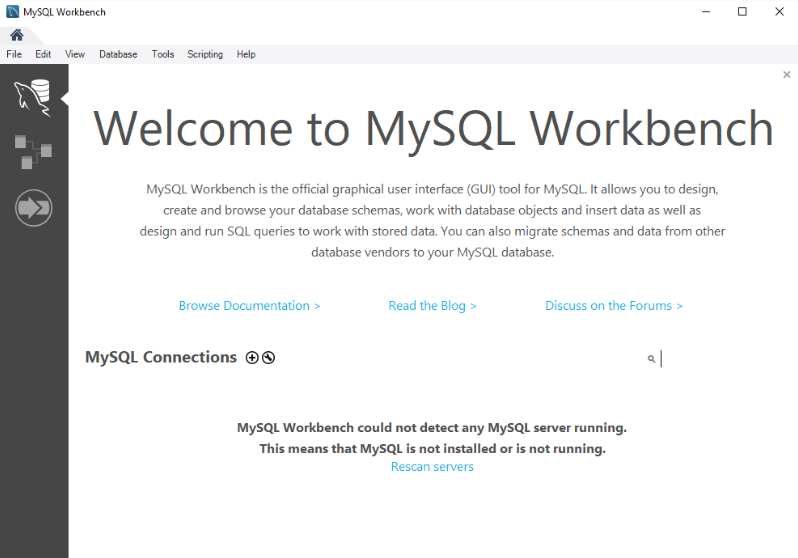 MySQL Workbench
File Edit View Database Tools Scripting Help
Welcome to MySQL Workbench
MySQL Workbench is the official graphical user interface (GUI) tool for MySQL. It allows you to design,
create and browse your database schemas, work with database objects and insert data as well as
design and run SQL queries to work with stored data. You can also migrate schemas and data from other
database vendors to your MySQL database.
Browse Documentation > Read the Blog > Discuss on the Forums >
MySQL Connections
MySQL Workbench could not detect any MySQL server running.
This means that MySQL is not installed or is not running.
Rescan servers